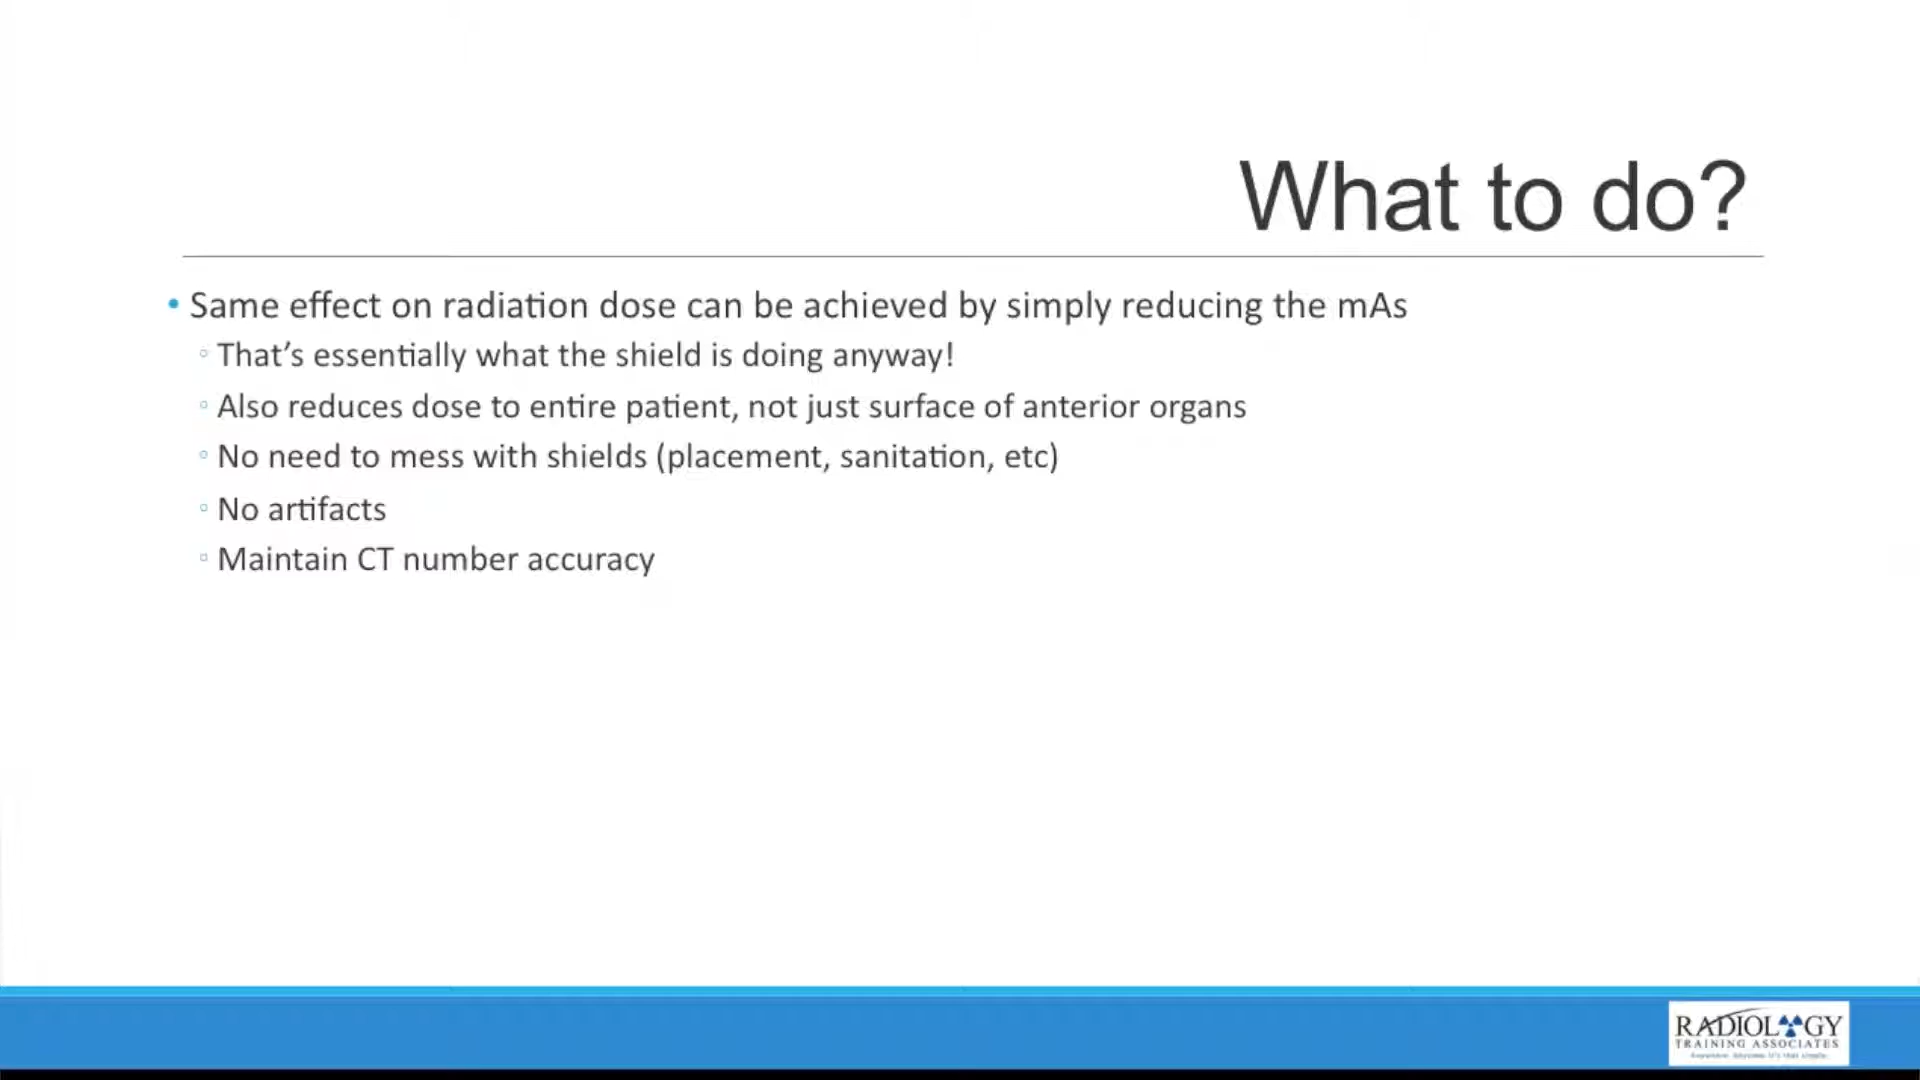 What to do?
• Same effect on radiation dose can be achieved by simply reducing the mAs
◦ That’s essentially what the shield is doing anyway!
◦ Also reduces dose to entire patient, not just surface of anterior organs
◦ No need to mess with shields (placement, sanitation, etc)
◦ No artifacts
◦ Maintain CT number accuracy
RADIOLOGY
TRAINING ASSOCIATES